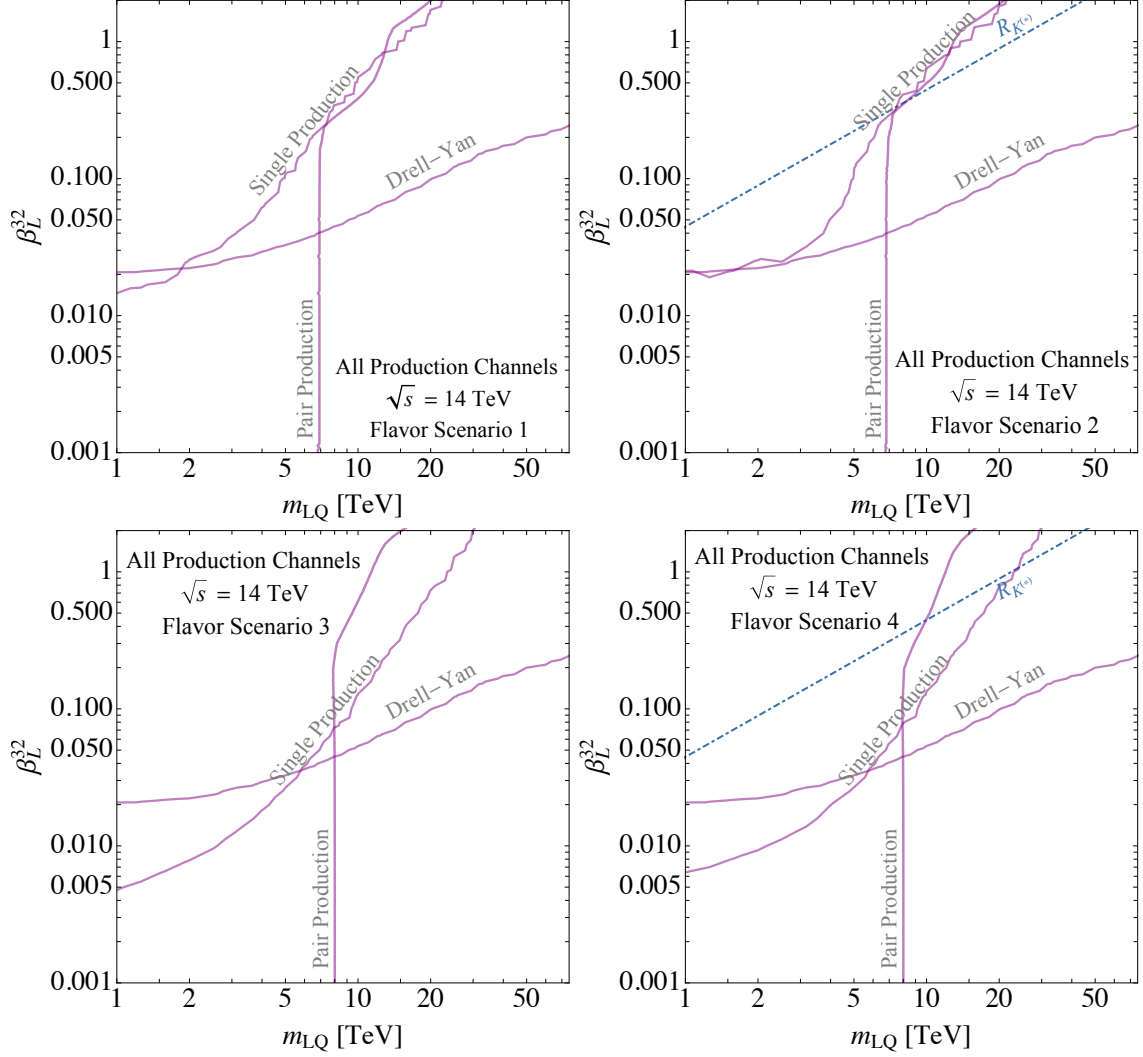 1
0.500
0.100
0.050
0.010
0.005
0.001
β_L^32
Single Production
Drell–Yan
Pair Production
All Production Channels
√s = 14 TeV
Flavor Scenario 1
1 2 5 10 20 50
m_LQ [TeV]
1
0.500
0.100
0.050
0.010
0.005
0.001
β_L^32
Single Production
R_K(*)
Drell–Yan
Pair Production
All Production Channels
√s = 14 TeV
Flavor Scenario 2
1 2 5 10 20 50
m_LQ [TeV]
1
0.500
0.100
0.050
0.010
0.005
0.001
β_L^32
All Production Channels
√s = 14 TeV
Flavor Scenario 3
Single Production
Drell–Yan
Pair Production
1 2 5 10 20 50
m_LQ [TeV]
1
0.500
0.100
0.050
0.010
0.005
0.001
β_L^32
All Production Channels
√s = 14 TeV
Flavor Scenario 4
R_K(*)
Single Production
Drell–Yan
Pair Production
1 2 5 10 20 50
m_LQ [TeV]